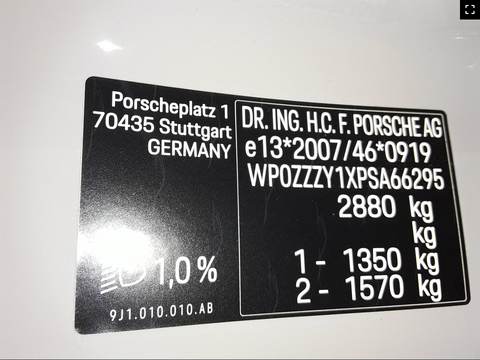 Porscheplatz 1
70435 Stuttgart
GERMANY
1,0 %
9J1.010.010.AB
DR. ING. H.C. F. PORSCHE AG
e13*2007/46*0919
WP0ZZZY1XPSA66295
2880 kg
kg
1 - 1350 kg
2 - 1570 kg